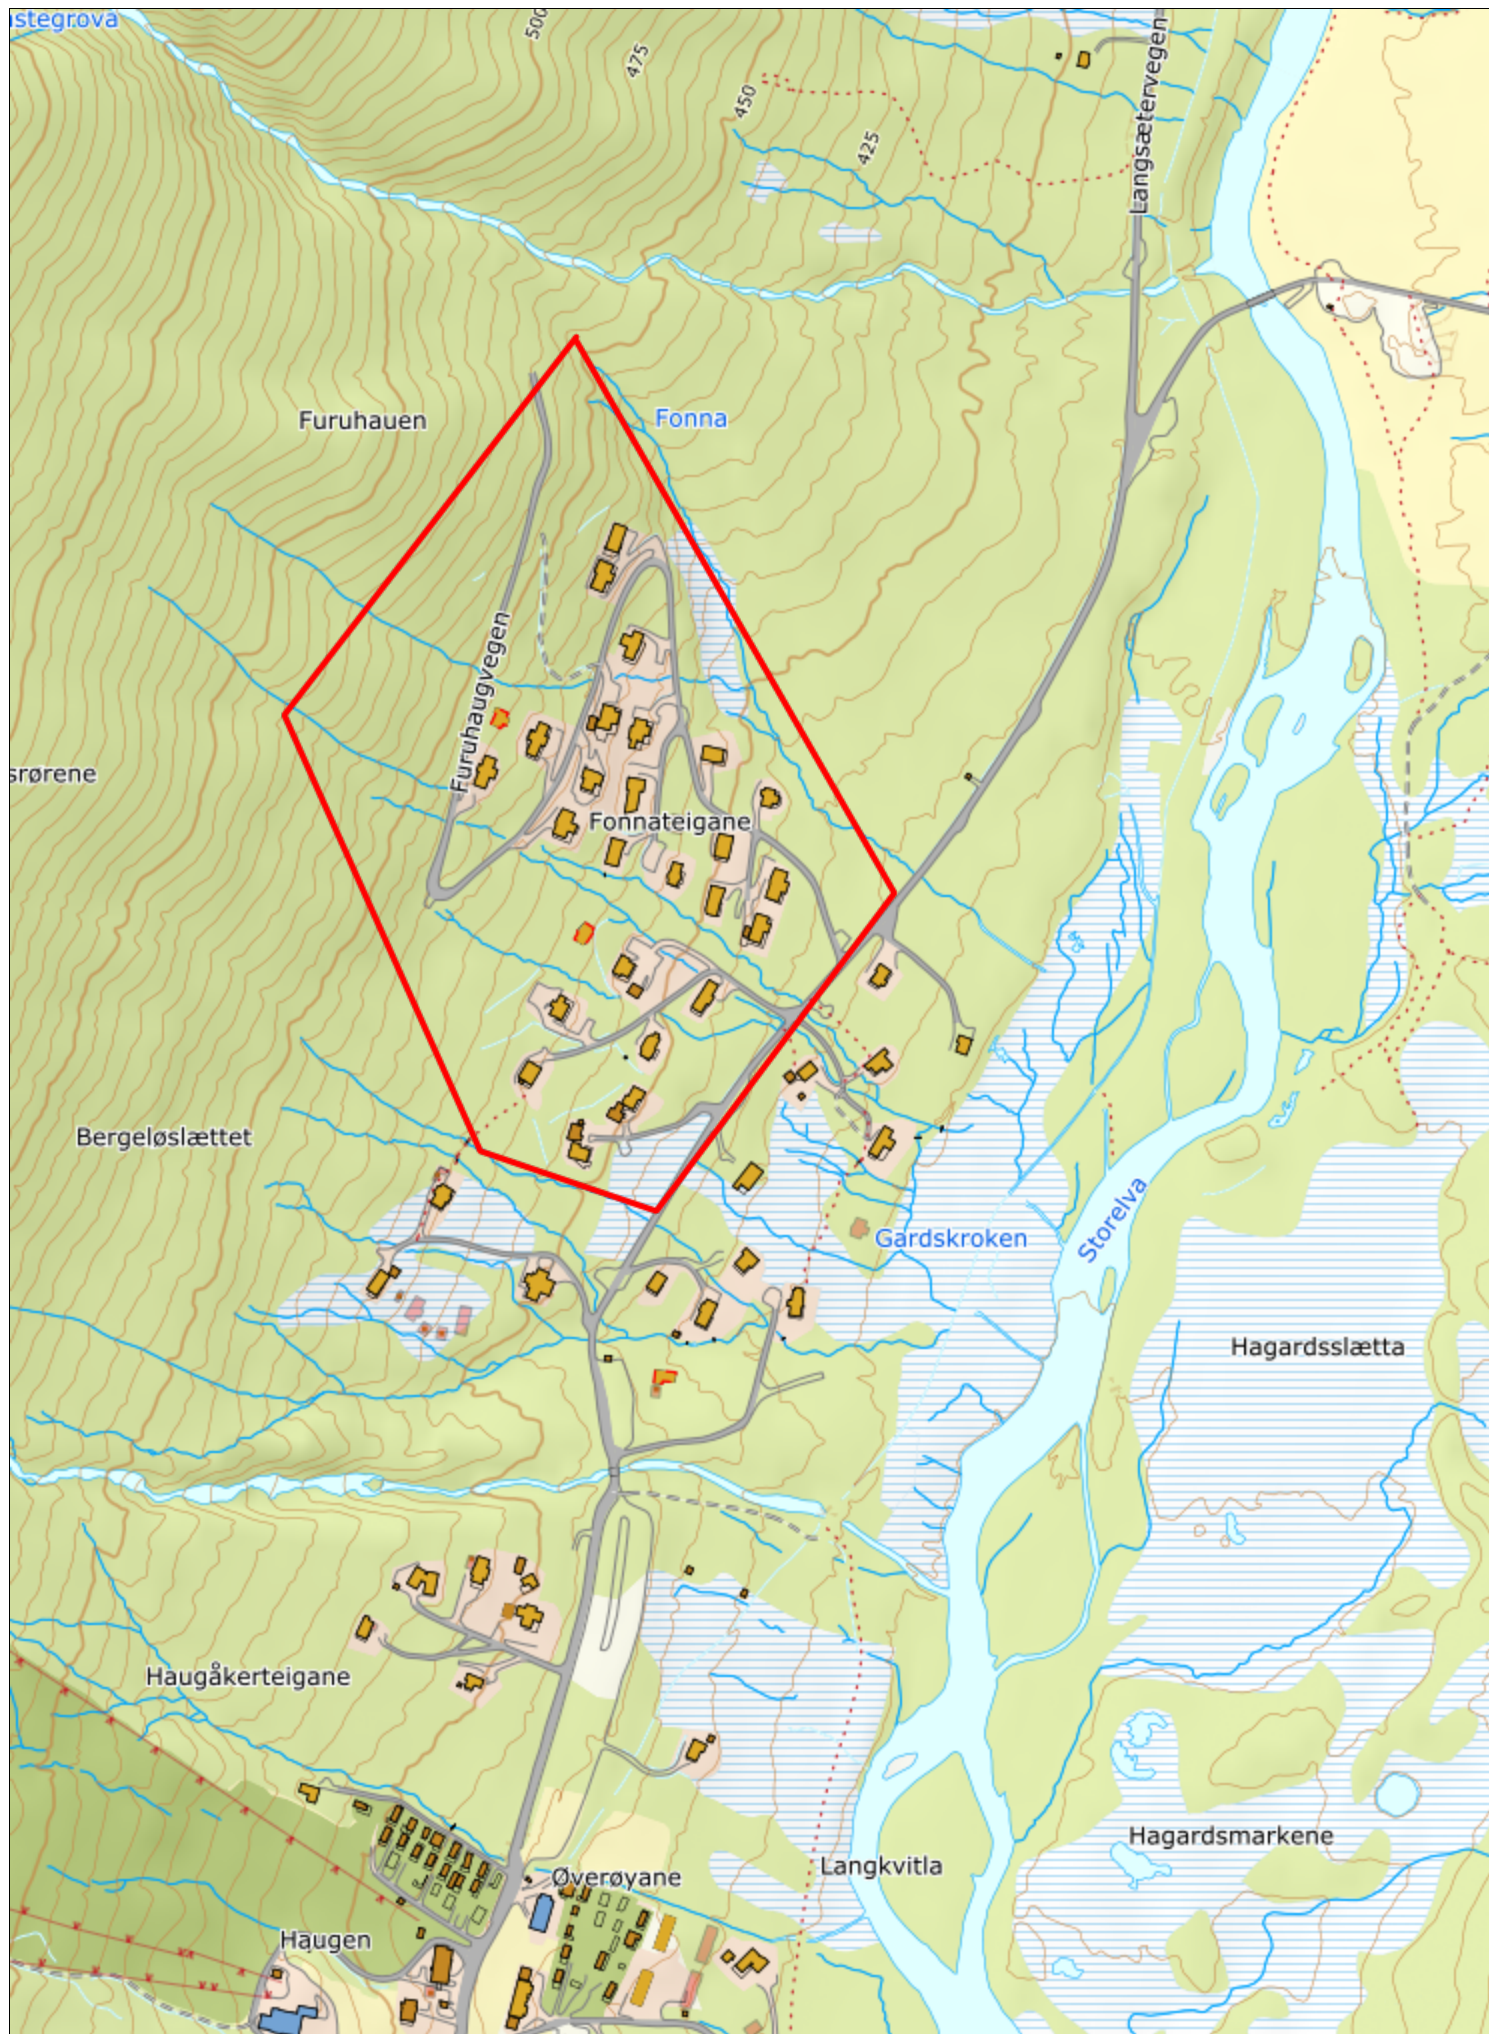 astegrova
500
475
450
425
Langsætervegen
Furuhauen
Fonna
Furuhaugvegen
srørene
Fonnateigane
Bergeløslættet
Gardskroken
Storelva
Hagardsslætta
Haugåkerteigane
Hagardsmarkene
Langkvitla
Øverøyane
Haugen